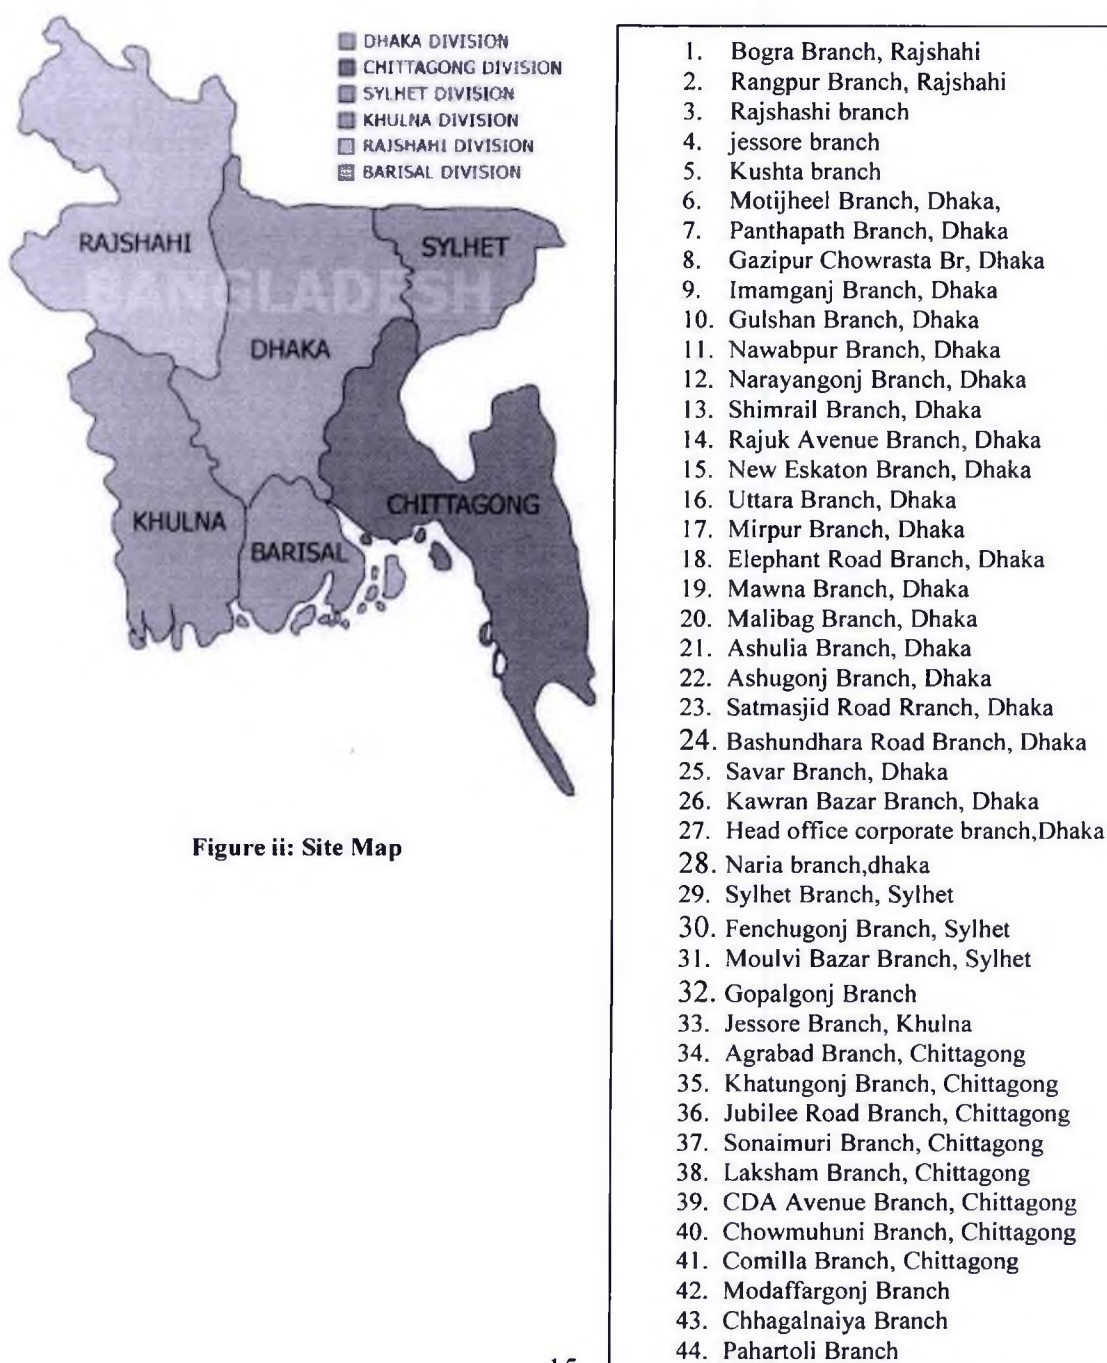 DHAKA DIVISION
CHITTAGONG DIVISION
SYLHET DIVISION
KHULNA DIVISION
RAJSHAHI DIVISION
BARISAL DIVISION
RAJSHAHI
SYLHET
BANGLADESH
DHAKA
CHITTAGONG
KHULNA
BARISAL
Figure ii: Site Map
1. Bogra Branch, Rajshahi
2. Rangpur Branch, Rajshahi
3. Rajshashi branch
4. jessore branch
5. Kushta branch
6. Motijheel Branch, Dhaka,
7. Panthapath Branch, Dhaka
8. Gazipur Chowrasta Br, Dhaka
9. Imamganj Branch, Dhaka
10. Gulshan Branch, Dhaka
11. Nawabpur Branch, Dhaka
12. Narayangonj Branch, Dhaka
13. Shimrail Branch, Dhaka
14. Rajuk Avenue Branch, Dhaka
15. New Eskaton Branch, Dhaka
16. Uttara Branch, Dhaka
17. Mirpur Branch, Dhaka
18. Elephant Road Branch, Dhaka
19. Mawna Branch, Dhaka
20. Malibag Branch, Dhaka
21. Ashulia Branch, Dhaka
22. Ashugonj Branch, Dhaka
23. Satmasjid Road Rranch, Dhaka
24. Bashundhara Road Branch, Dhaka
25. Savar Branch, Dhaka
26. Kawran Bazar Branch, Dhaka
27. Head office corporate branch,Dhaka
28. Naria branch,dhaka
29. Sylhet Branch, Sylhet
30. Fenchugonj Branch, Sylhet
31. Moulvi Bazar Branch, Sylhet
32. Gopalgonj Branch
33. Jessore Branch, Khulna
34. Agrabad Branch, Chittagong
35. Khatungonj Branch, Chittagong
36. Jubilee Road Branch, Chittagong
37. Sonaimuri Branch, Chittagong
38. Laksham Branch, Chittagong
39. CDA Avenue Branch, Chittagong
40. Chowmuhuni Branch, Chittagong
41. Comilla Branch, Chittagong
42. Modaffargonj Branch
43. Chhagalnaiya Branch
44. Pahartoli Branch